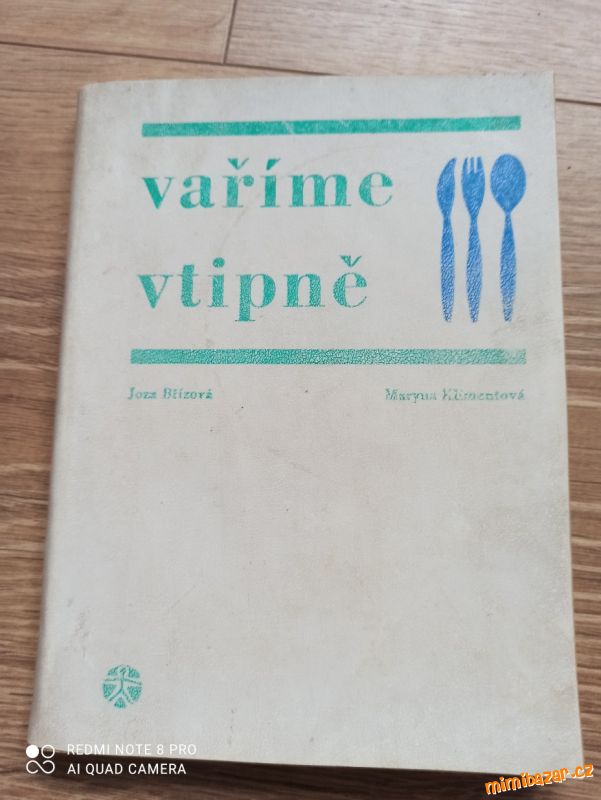 vaříme
vtipně
Joza Břízová
Maryna Klimentová
REDMI NOTE 8 PRO
AI QUAD CAMERA
mimibazar.cz